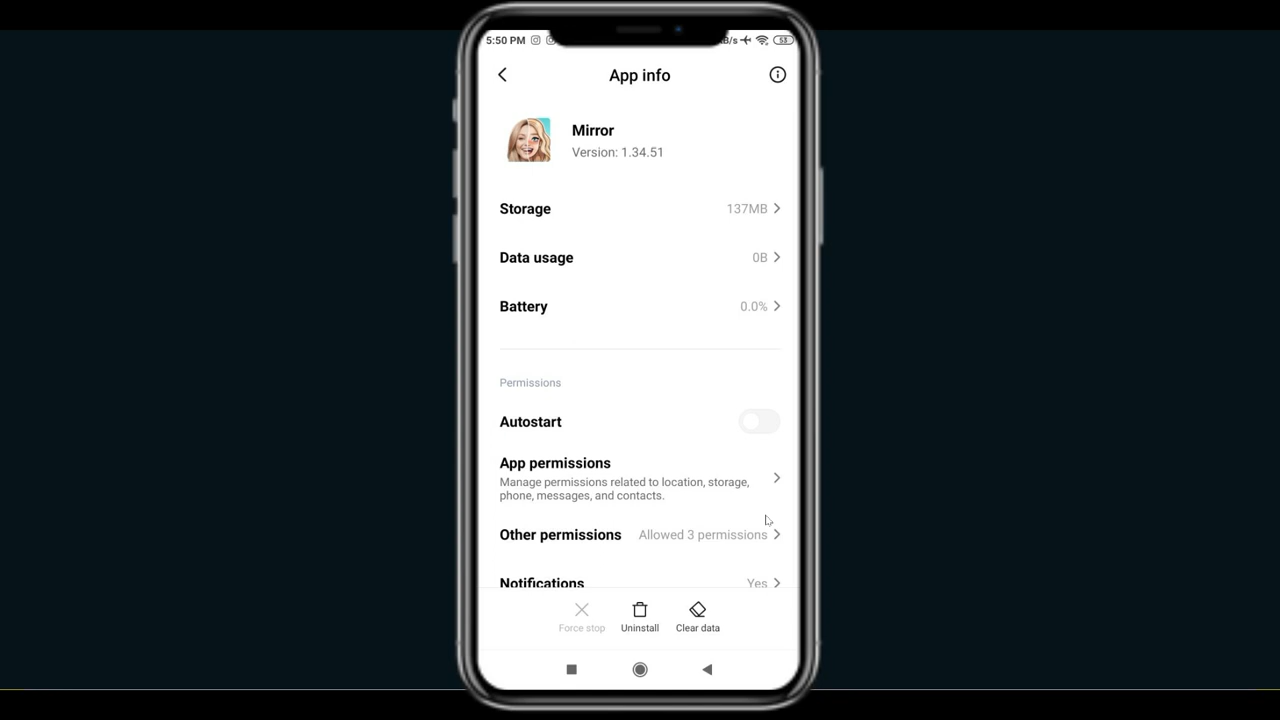 5:50 PM
B/s
53
App info
Mirror
Version: 1.34.51
Storage 137MB
Data usage 0B
Battery 0.0%
Permissions
Autostart
App permissions
Manage permissions related to location, storage,
phone, messages, and contacts.
Other permissions Allowed 3 permissions
Notifications Yes
Force stop Uninstall Clear data